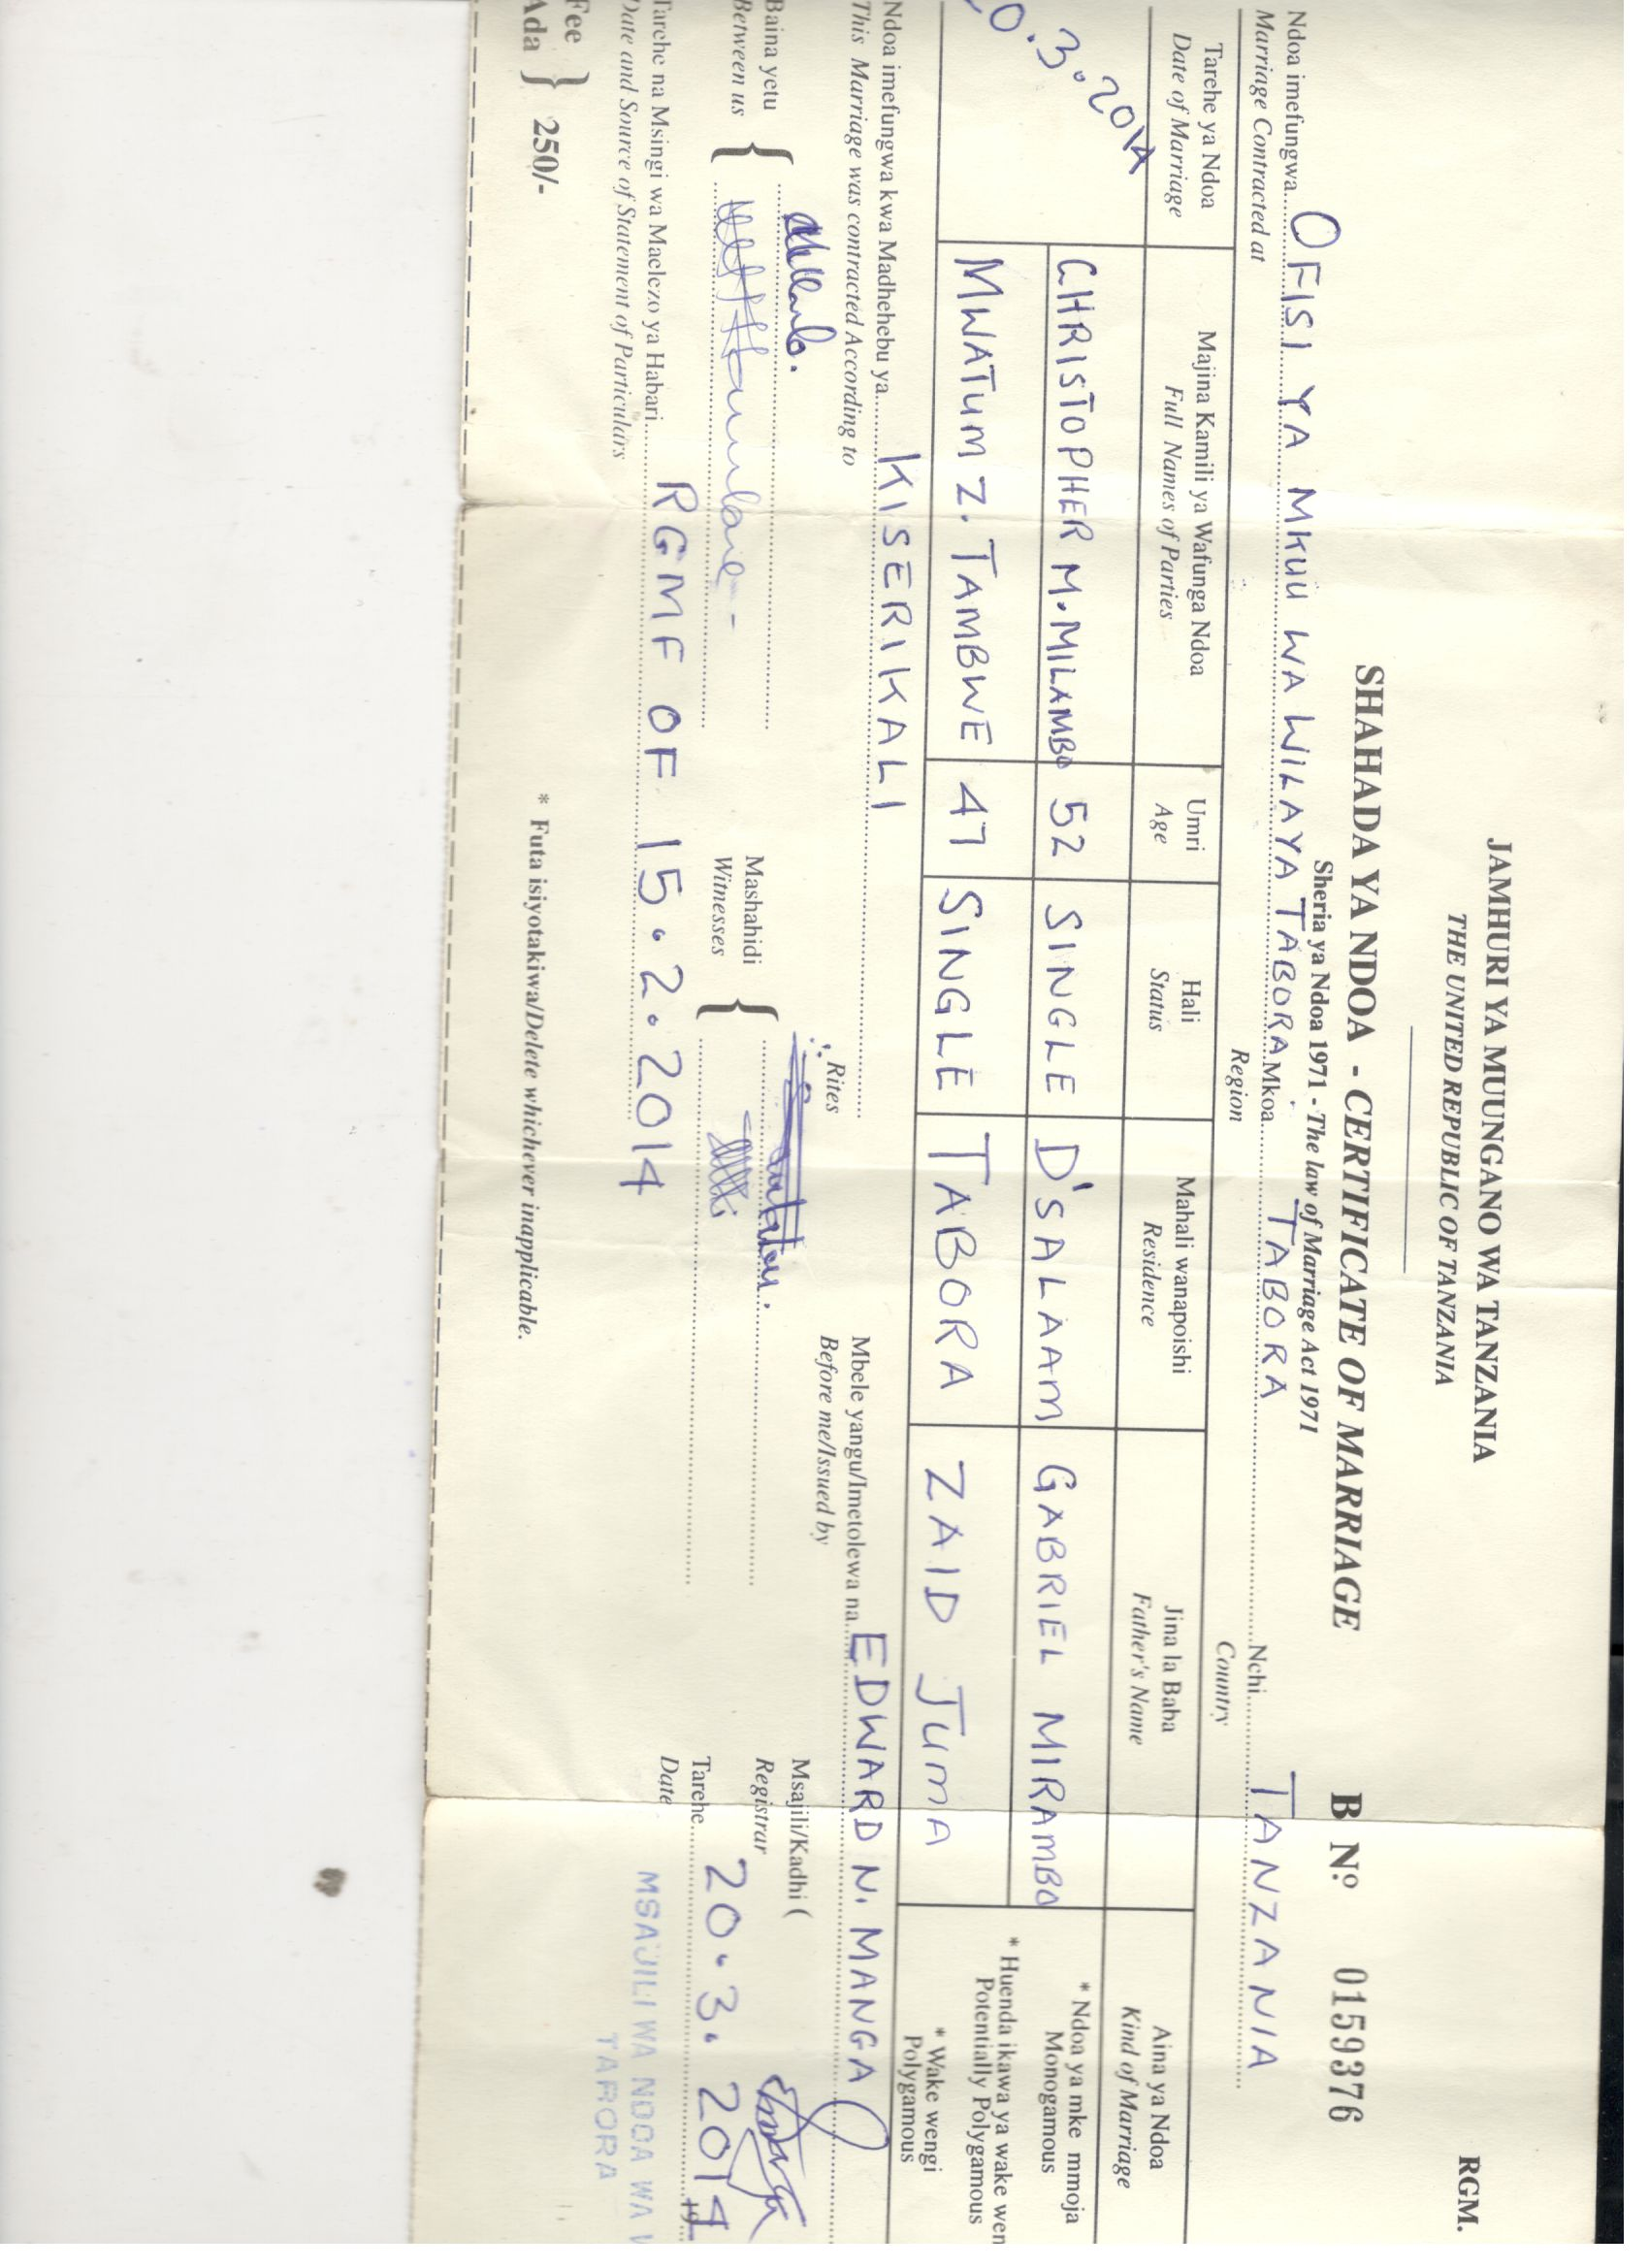 RGM.
JAMHURI YA MUUNGANO WA TANZANIA
THE UNITED REPUBLIC OF TANZANIA
SHAHADA YA NDOA - CERTIFICATE OF MARRIAGE B Nº 0159376
Sheria ya Ndoa 1971 - The law of Marriage Act 1971
Ndoa imefungwa OFISI YA MKUU WA WILAYA TABORA Mkoa TABORA Nchi TANZANIA
Marriage Contracted at Region Country
Tarehe ya Ndoa Majina Kamili ya Wafunga Ndoa Umri Hali Mahali wanapoishi Jina la Baba Aina ya Ndoa
Date of Marriage Full Names of Parties Age Status Residence Father's Name Kind of Marriage
0.3.2014 CHRISTOPHER M. MILAMBO 52 SINGLE D'SALAAM GABRIEL MIRAMBO * Ndoa ya mke mmoja
Monogamous
* Huenda ikawa ya wake wen
Potentially Polygamous
MWATUM Z. TAMBWE 47 SINGLE TABORA ZAID JUMA * Wake wengi
Polygamous
Ndoa imefungwa kwa Madhehebu ya KISERIKALI
This Marriage was contracted According to Rites
Mbele yangu/Imetolewa na EDWARD N. MANGA
Before me/Issued by
Baina yetu
Between us
Mashahidi
Witnesses
Msajili/Kadhi (
Registrar
Tarehe 20.3.2014 19
Date
Tarehe na Msingi wa Maelezo ya Habari RGMF OF 15.2.2014
Date and Source of Statement of Particulars
MSAJILI WA NDOA WA W
TABORA
Fee
Ada } 250/-
* Futa isiyotakiwa/Delete whichever inapplicable.